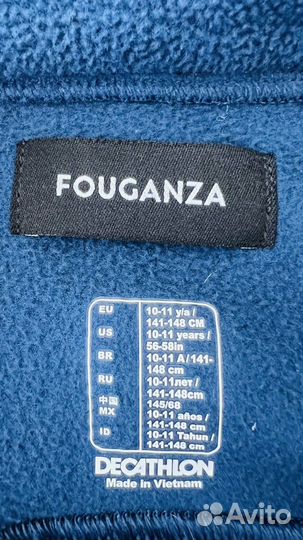 FOUGANZA
EU 10-11 y/a /
141-148 CM
US 10-11 years /
56-58in
BR 10-11 A / 141-
148 cm
RU 10-11лет /
141-148cm
中国 145/68
MX 10-11 años /
141-148 cm
ID 10-11 Tahun /
141-148 cm
DECATHLON
Made in Vietnam
Avito